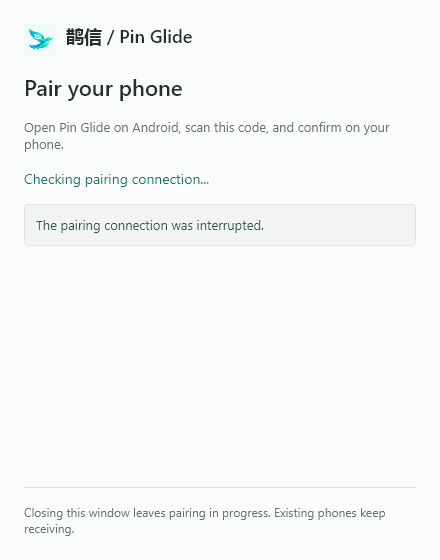 鹊信 / Pin Glide
Pair your phone
Open Pin Glide on Android, scan this code, and confirm on your
phone.
Checking pairing connection...
The pairing connection was interrupted.
Closing this window leaves pairing in progress. Existing phones keep
receiving.